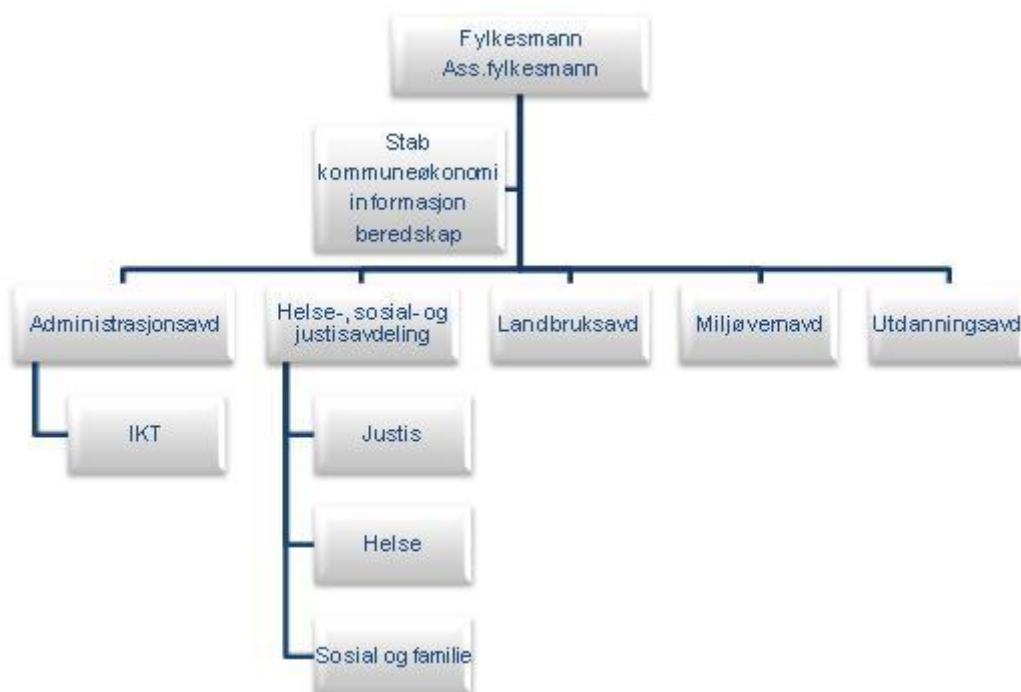 Fylkesmann
Ass.fylkesmann
Stab
kommuneøkonomi
informasjon
beredskap
Administrasjonsavd
Helse-, sosial- og
justisavdeling
Landbruksavd
Miljøvernavd
Utdanningsavd
IKT
Justis
Helse
Sosial og familie